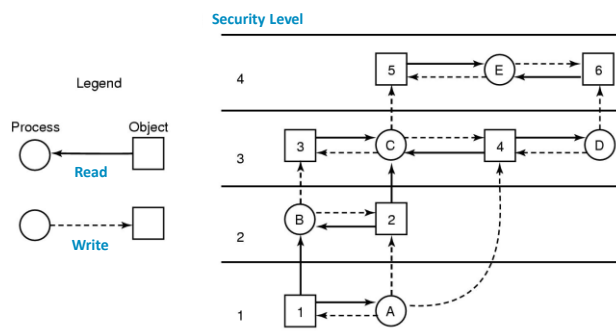 Security Level
Legend
Process Object
Read
Write
4 5 E 6
3 3 C 4 D
2 B 2
1 1 A